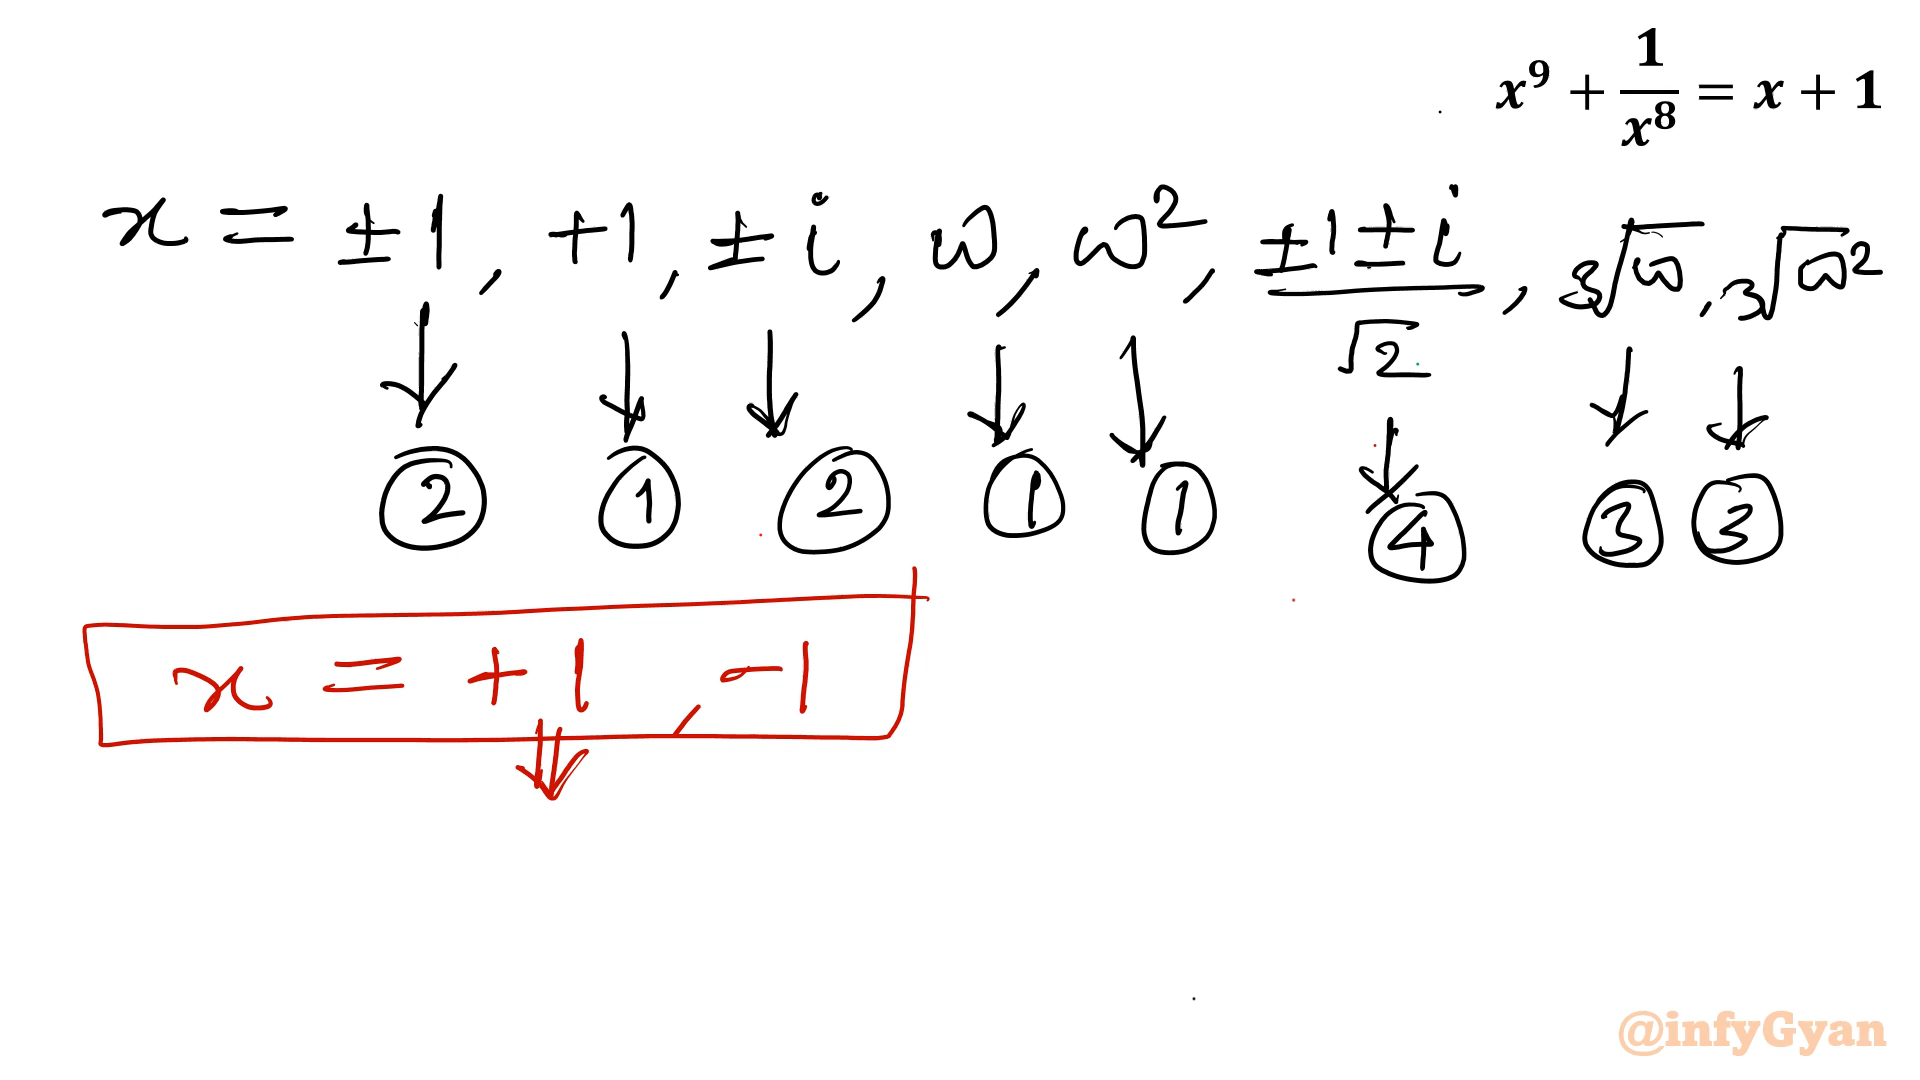 x⁹ + 1/x⁸ = x + 1
x = ±1, +1, ±i, ω, ω², (±1±i)/√2, ∛ω, ∛ω²
2 1 2 1 1 4 3 3
x = +1, -1
@infyGyan